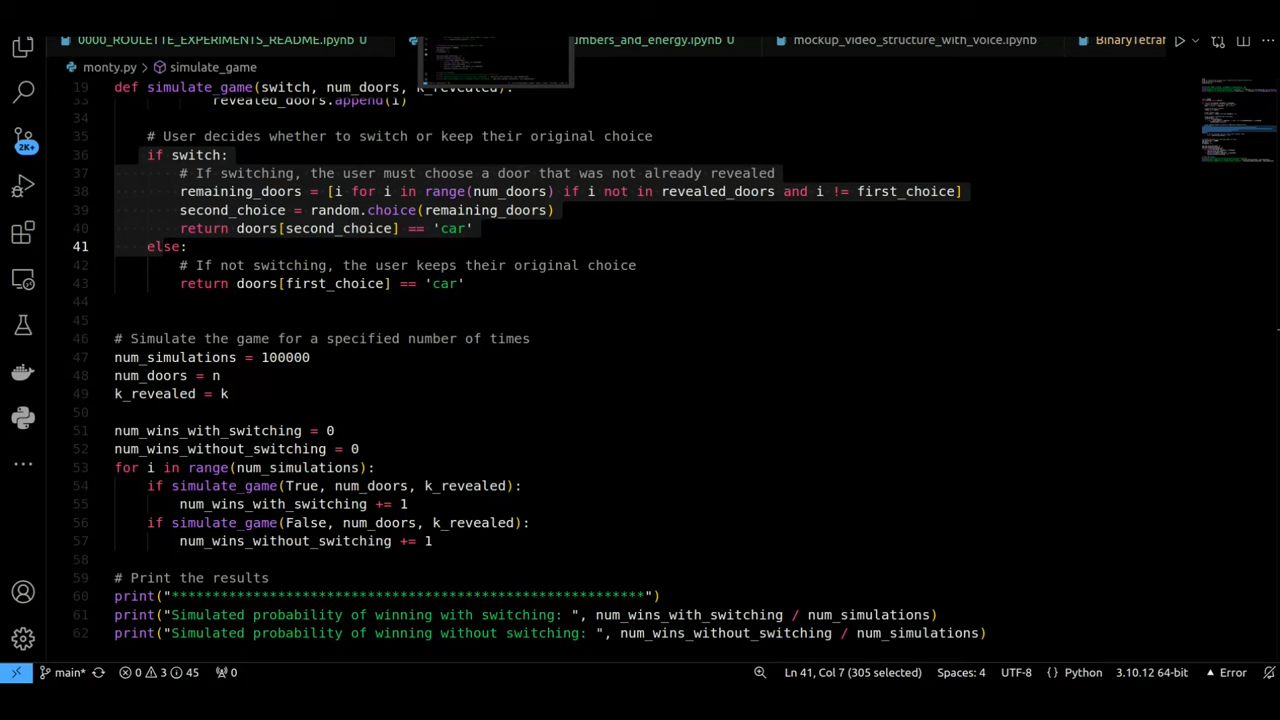 0000_ROULETTE_EXPERIMENTS_README.ipynb U
umbers_and_energy.ipynb U
mockup_video_structure_with_voice.ipynb
BinaryTetraf
monty.py > simulate_game
19 def simulate_game(switch, num_doors, k_revealed):
33 revealed_doors.append(i)
34
35 # User decides whether to switch or keep their original choice
36 if switch:
37 # If switching, the user must choose a door that was not already revealed
38 remaining_doors = [i for i in range(num_doors) if i not in revealed_doors and i != first_choice]
39 second_choice = random.choice(remaining_doors)
40 return doors[second_choice] == 'car'
41 else:
42 # If not switching, the user keeps their original choice
43 return doors[first_choice] == 'car'
44
45
46 # Simulate the game for a specified number of times
47 num_simulations = 100000
48 num_doors = n
49 k_revealed = k
50
51 num_wins_with_switching = 0
52 num_wins_without_switching = 0
53 for i in range(num_simulations):
54 if simulate_game(True, num_doors, k_revealed):
55 num_wins_with_switching += 1
56 if simulate_game(False, num_doors, k_revealed):
57 num_wins_without_switching += 1
58
59 # Print the results
60 print("**********************************************************")
61 print("Simulated probability of winning with switching: ", num_wins_with_switching / num_simulations)
62 print("Simulated probability of winning without switching: ", num_wins_without_switching / num_simulations)
2K+
main* 0 3 45 0 Ln 41, Col 7 (305 selected) Spaces: 4 UTF-8 {} Python 3.10.12 64-bit Error